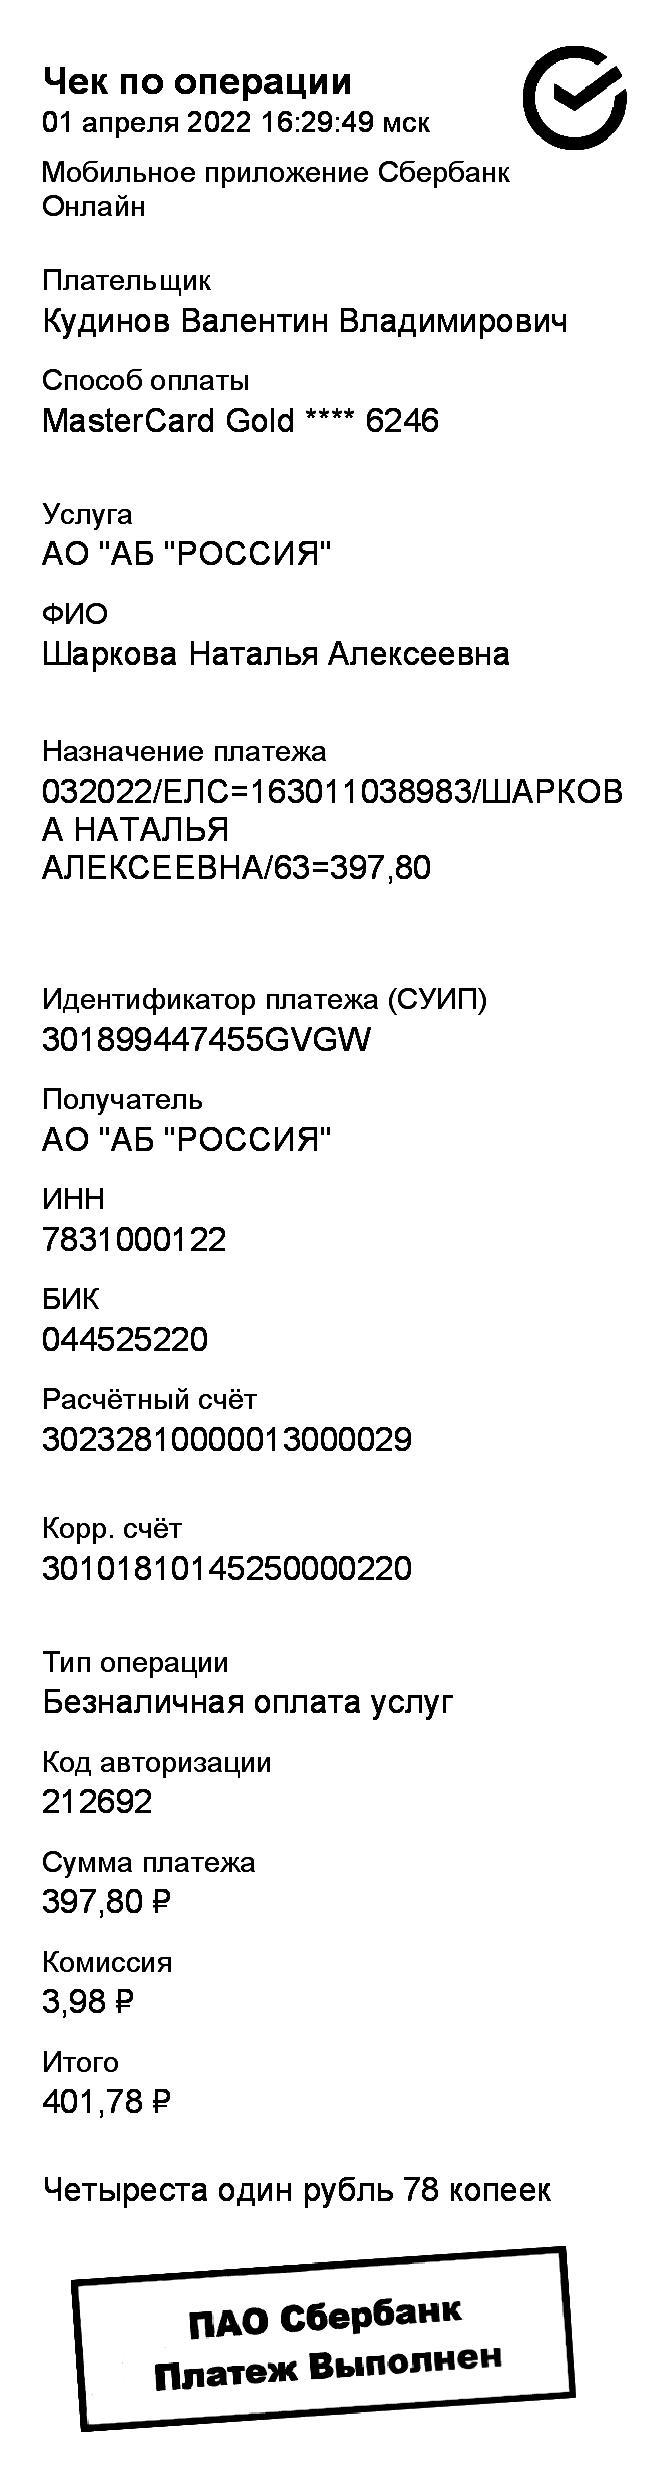 Чек по операции
01 апреля 2022 16:29:49 мск
Мобильное приложение Сбербанк
Онлайн
Плательщик
Кудинов Валентин Владимирович
Способ оплаты
MasterCard Gold **** 6246
Услуга
АО "АБ "РОССИЯ"
ФИО
Шаркова Наталья Алексеевна
Назначение платежа
032022/ЕЛС=163011038983/ШАРКОВ
А НАТАЛЬЯ
АЛЕКСЕЕВНА/63=397,80
Идентификатор платежа (СУИП)
301899447455GVGW
Получатель
АО "АБ "РОССИЯ"
ИНН
7831000122
БИК
044525220
Расчётный счёт
30232810000013000029
Корр. счёт
30101810145250000220
Тип операции
Безналичная оплата услуг
Код авторизации
212692
Сумма платежа
397,80 ₽
Комиссия
3,98 ₽
Итого
401,78 ₽
Четыреста один рубль 78 копеек
ПАО Сбербанк
Платеж Выполнен